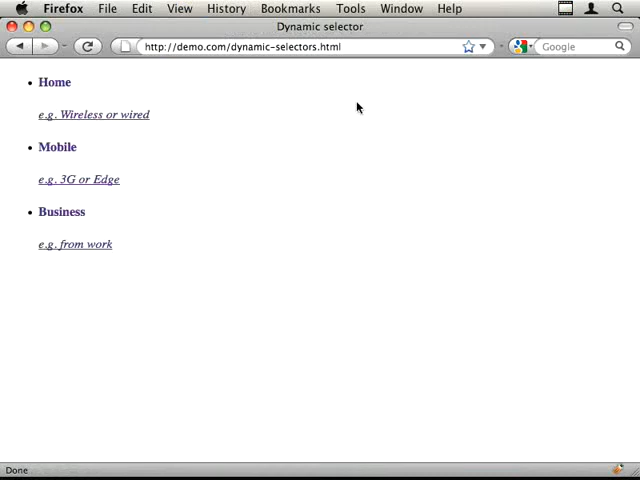 Firefox File Edit View History Bookmarks Tools Window Help
Dynamic selector
http://demo.com/dynamic-selectors.html Google
Home
e.g. Wireless or wired
Mobile
e.g. 3G or Edge
Business
e.g. from work
Done